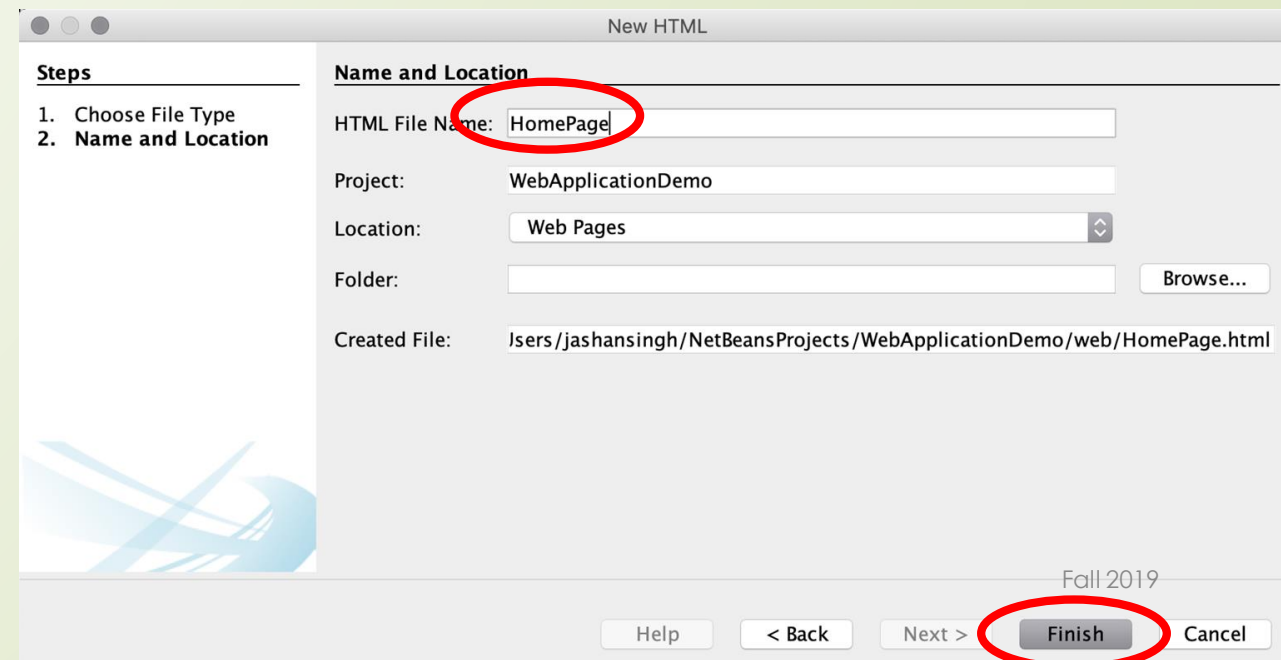 New HTML
Steps
1. Choose File Type
2. Name and Location
Name and Location
HTML File Name: HomePage
Project: WebApplicationDemo
Location: Web Pages
Folder: Browse...
Created File: Jsers/jashansingh/NetBeansProjects/WebApplicationDemo/web/HomePage.html
Fall 2019
Help < Back Next > Finish Cancel